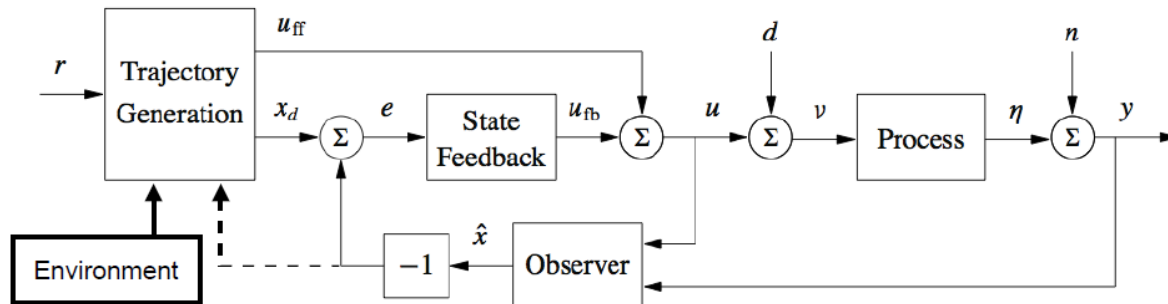 u_ff
d
n
r
Trajectory
Generation
x_d
e
State
Feedback
u_fb
u
ν
Process
η
y
Σ
Σ
Σ
Σ
Environment
−1
x̂
Observer